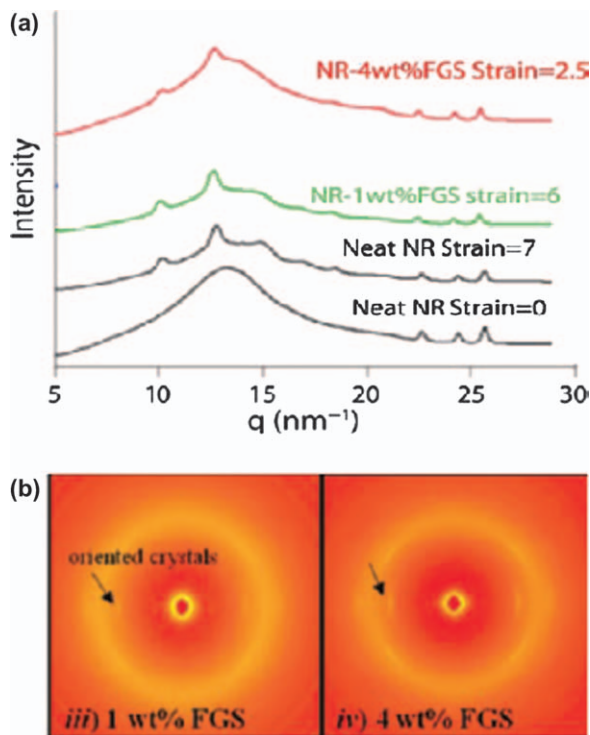 (a)
NR-4wt%FGS Strain=2.5
NR-1wt%FGS strain=6
Neat NR Strain=7
Neat NR Strain=0
Intensity
5 10 15 20 25 30
q (nm⁻¹)
(b)
oriented crystals
iii) 1 wt% FGS
iv) 4 wt% FGS